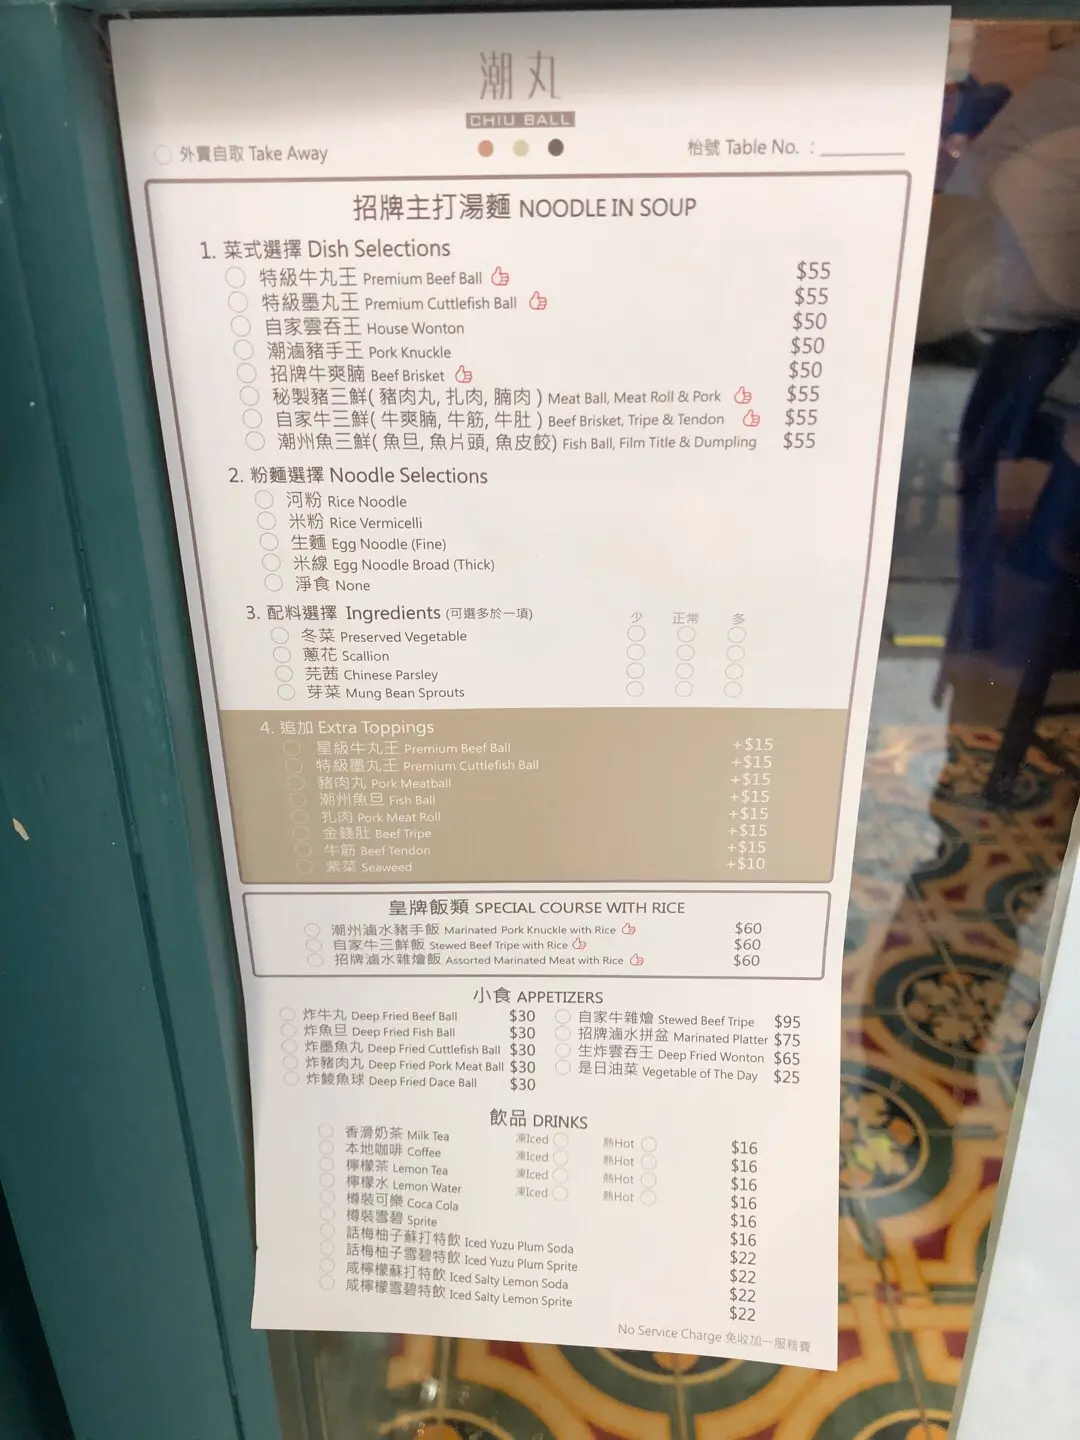 潮丸
CHIU BALL
外賣自取 Take Away
枱號 Table No. : ________
招牌主打湯麵 NOODLE IN SOUP
1. 菜式選擇 Dish Selections
特級牛丸王 Premium Beef Ball $55
特級墨丸王 Premium Cuttlefish Ball $55
自家雲吞王 House Wonton $50
潮滷豬手王 Pork Knuckle $50
招牌牛爽腩 Beef Brisket $50
秘製豬三鮮( 豬肉丸, 扎肉, 腩肉 ) Meat Ball, Meat Roll & Pork $55
自家牛三鮮( 牛爽腩, 牛筋, 牛肚 ) Beef Brisket, Tripe & Tendon $55
潮州魚三鮮( 魚旦, 魚片頭, 魚皮餃) Fish Ball, Film Title & Dumpling $55
2. 粉麵選擇 Noodle Selections
河粉 Rice Noodle
米粉 Rice Vermicelli
生麵 Egg Noodle (Fine)
米線 Egg Noodle Broad (Thick)
淨食 None
3. 配料選擇 Ingredients (可選多於一項) 少 正常 多
冬菜 Preserved Vegetable
蔥花 Scallion
芫茜 Chinese Parsley
芽菜 Mung Bean Sprouts
4. 追加 Extra Toppings
星級牛丸王 Premium Beef Ball +$15
特級墨丸王 Premium Cuttlefish Ball +$15
豬肉丸 Pork Meatball +$15
潮州魚旦 Fish Ball +$15
扎肉 Pork Meat Roll +$15
金錢肚 Beef Tripe +$15
牛筋 Beef Tendon +$15
紫菜 Seaweed +$10
皇牌飯類 SPECIAL COURSE WITH RICE
潮州滷水豬手飯 Marinated Pork Knuckle with Rice $60
自家牛三鮮飯 Stewed Beef Tripe with Rice $60
招牌滷水雜燴飯 Assorted Marinated Meat with Rice $60
小食 APPETIZERS
炸牛丸 Deep Fried Beef Ball $30
炸魚旦 Deep Fried Fish Ball $30
炸墨魚丸 Deep Fried Cuttlefish Ball $30
炸豬肉丸 Deep Fried Pork Meat Ball $30
炸鯪魚球 Deep Fried Dace Ball $30
自家牛雜燴 Stewed Beef Tripe $95
招牌滷水拼盆 Marinated Platter $75
生炸雲吞王 Deep Fried Wonton $65
是日油菜 Vegetable of The Day $25
飲品 DRINKS
香滑奶茶 Milk Tea 凍Iced 熱Hot $16
本地咖啡 Coffee 凍Iced 熱Hot $16
檸檬茶 Lemon Tea 凍Iced 熱Hot $16
檸檬水 Lemon Water 凍Iced 熱Hot $16
樽裝可樂 Coca Cola $16
樽裝雪碧 Sprite $16
話梅柚子蘇打特飲 Iced Yuzu Plum Soda $22
話梅柚子雪碧特飲 Iced Yuzu Plum Sprite $22
咸檸檬蘇打特飲 Iced Salty Lemon Soda $22
咸檸檬雪碧特飲 Iced Salty Lemon Sprite $22
No Service Charge 免收加一服務費